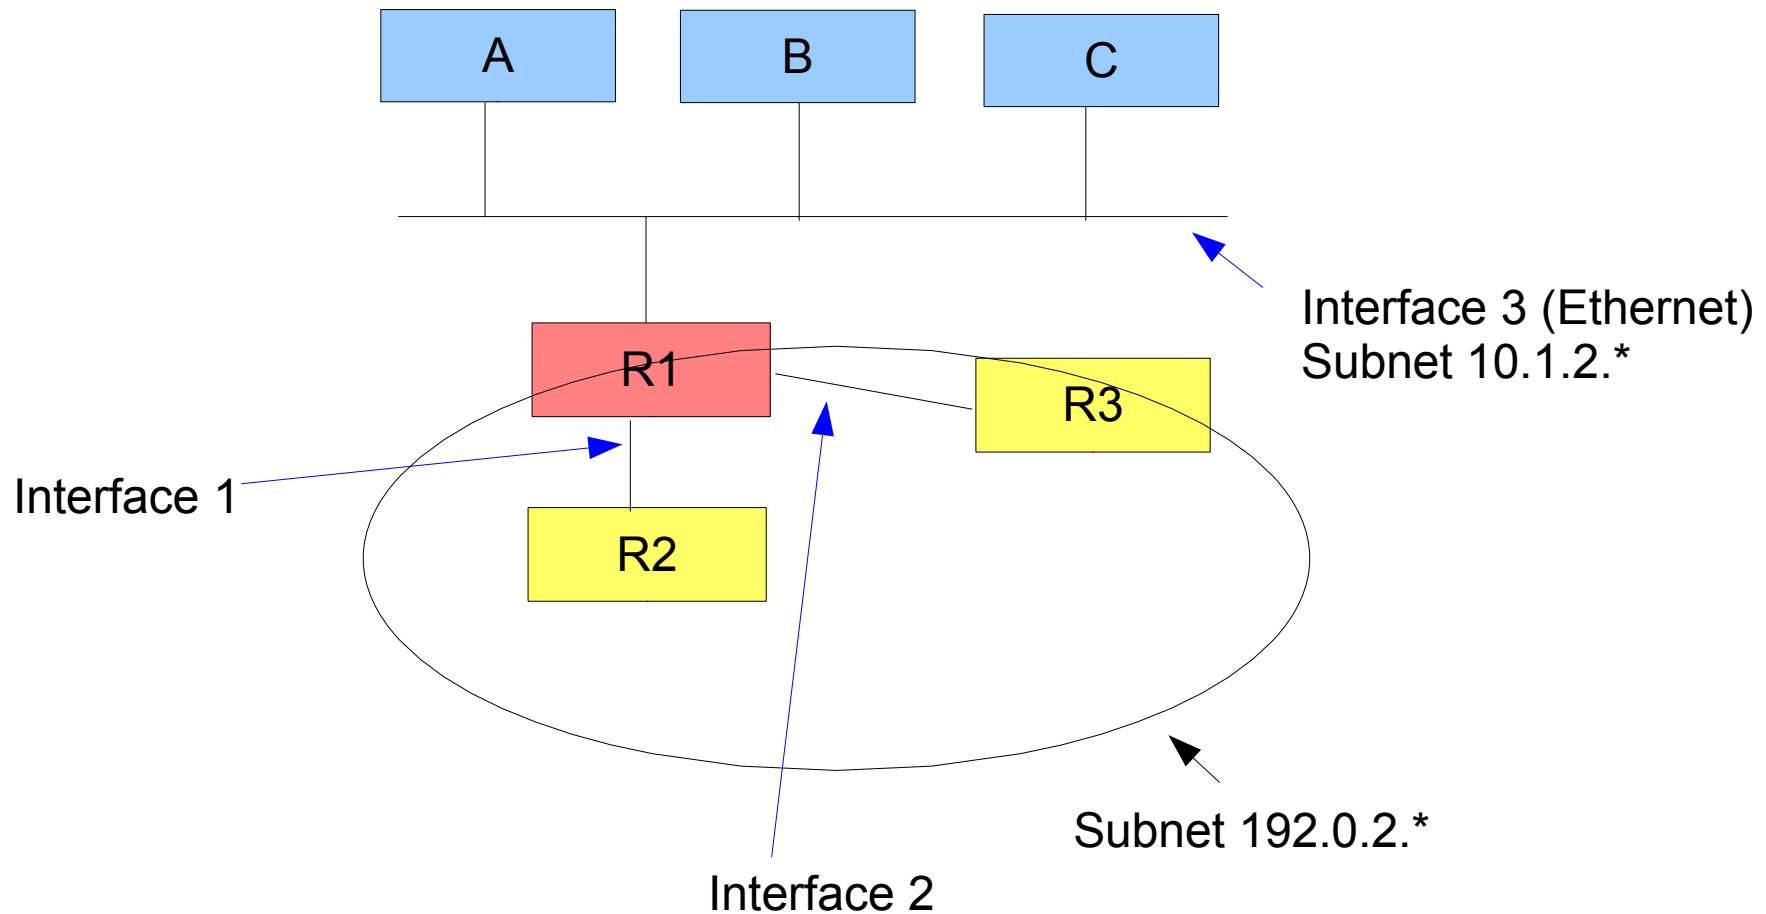 A
B
C
Interface 3 (Ethernet)
Subnet 10.1.2.*
R1
R3
Interface 1
R2
Subnet 192.0.2.*
Interface 2